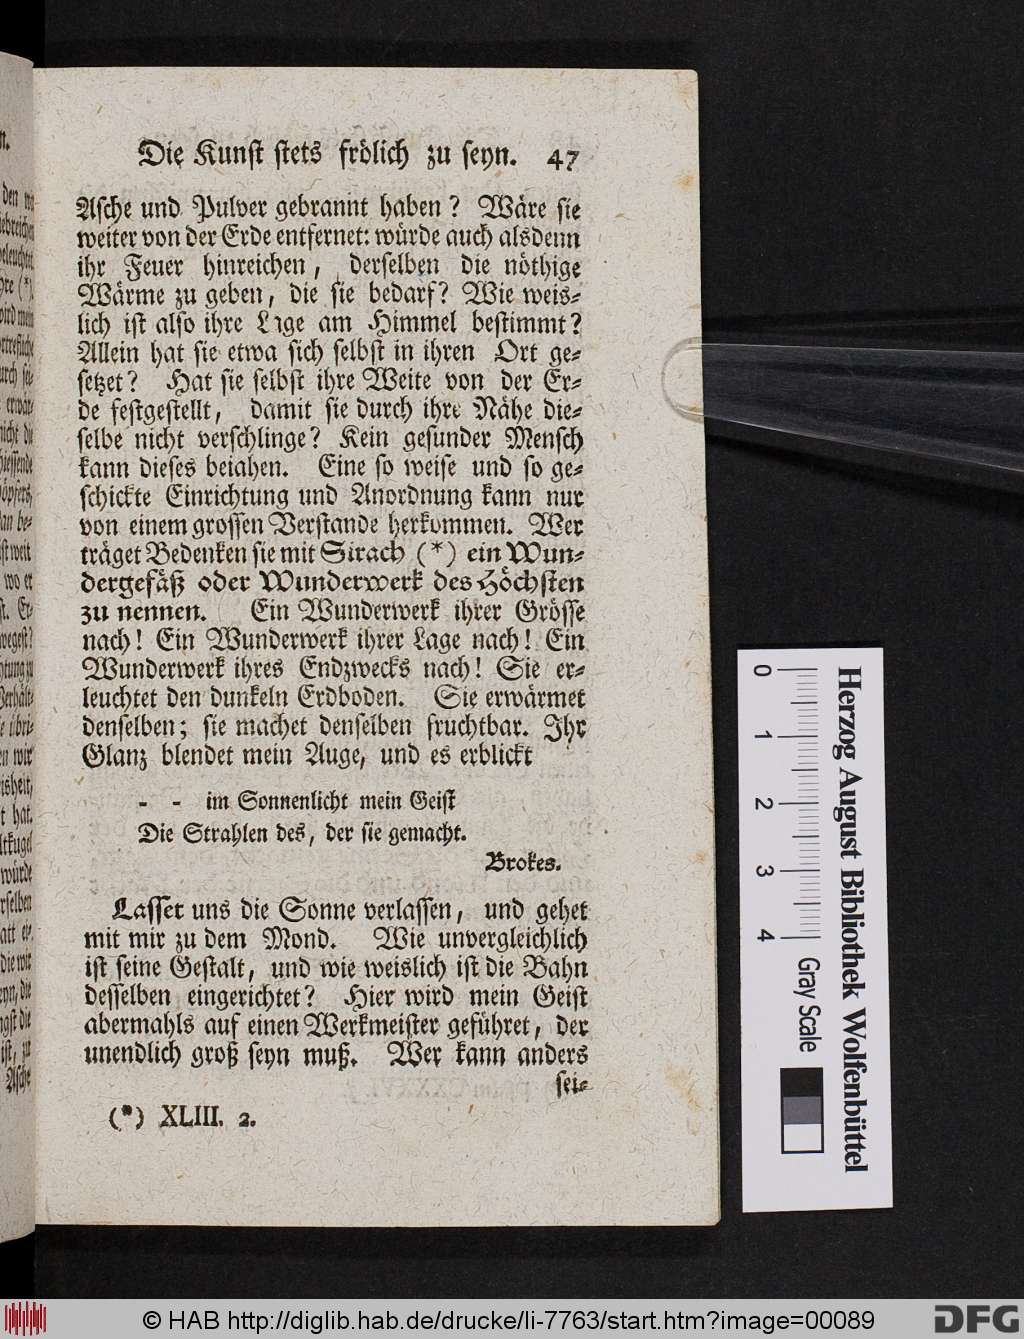 Die Kunst stets frölich zu seyn. 47
Asche und Pulver gebrannt haben? Wäre sie
weiter von der Erde entfernet: würde auch alsdenn
ihr Feuer hinreichen, derselben die nöthige
Wärme zu geben, die sie bedarf? Wie weis-
lich ist also ihre Lage am Himmel bestimmt?
Allein hat sie etwa sich selbst in ihren Ort ge-
setzet? Hat sie selbst ihre Weite von der Er-
de festgestellt, damit sie durch ihre Nähe die-
selbe nicht verschlinge? Kein gesunder Mensch
kann dieses beiahen. Eine so weise und so ge-
schickte Einrichtung und Anordnung kann nur
von einem grossen Verstande herkommen. Wer
träget Bedenken sie mit Sirach (*) ein Wun-
dergefäß oder Wunderwerk des Höchsten
zu nennen. Ein Wunderwerk ihrer Grösse
nach! Ein Wunderwerk ihrer Lage nach! Ein
Wunderwerk ihres Endzwecks nach! Sie er-
leuchtet den dunkeln Erdboden. Sie erwärmet
denselben; sie machet denselben fruchtbar. Ihr
Glanz blendet mein Auge, und es erblickt
- - im Sonnenlicht mein Geist
Die Strahlen des, der sie gemacht.
Brokes.
Lasset uns die Sonne verlassen, und gehet
mit mir zu dem Mond. Wie unvergleichlich
ist seine Gestalt, und wie weislich ist die Bahn
desselben eingerichtet? Hier wird mein Geist
abermahls auf einen Werkmeister geführet, der
unendlich groß seyn muß. Wer kann anders
sei-
(*) XLIII. 2.
0 1 2 3 4
Gray Scale
Herzog August Bibliothek Wolfenbüttel
© HAB http://diglib.hab.de/drucke/li-7763/start.htm?image=00089
DFG